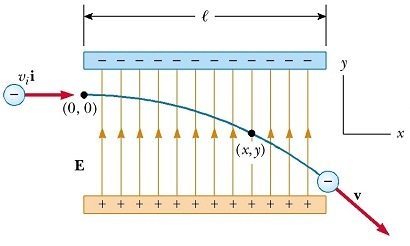 ℓ
− − − − − − − − − − − −
y
vᵢi
−
(0, 0)
x
(x, y)
E
−
v
+ + + + + + + + + + + +